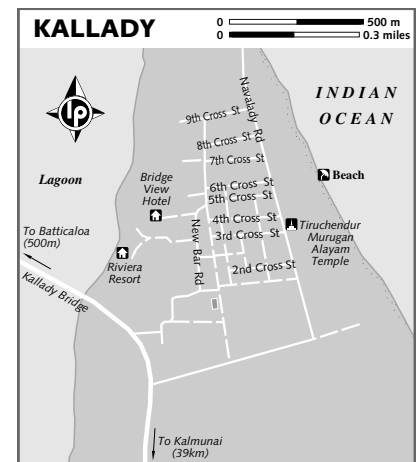 KALLADY
0 500 m
0 0.3 miles
Navalady Rd
INDIAN
OCEAN
lp
9th Cross St
8th Cross St
7th Cross St
Lagoon
Bridge
View
Hotel
Beach
6th Cross St
5th Cross St
4th Cross St
3rd Cross St
New Bar Rd
Tiruchendur
Murugan
Alayam
Temple
To Batticaloa
(500m)
Riviera
Resort
2nd Cross St
Kallady Bridge
To Kalmunai
(39km)